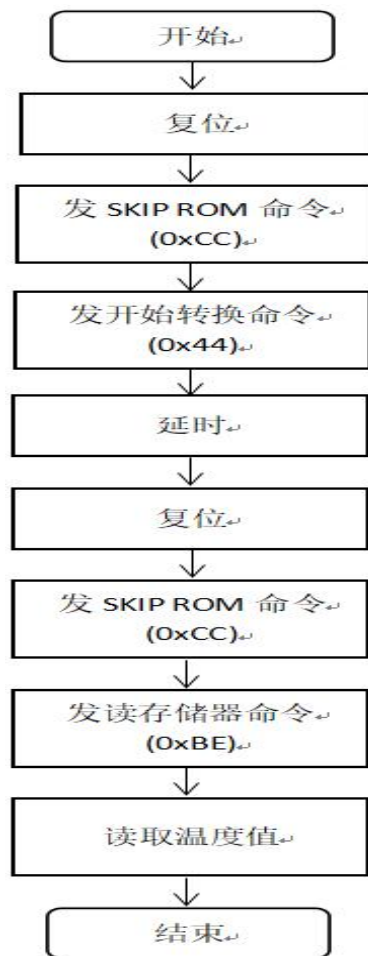 开始
复位
发 SKIP ROM 命令
(0xCC)
发开始转换命令
(0x44)
延时
复位
发 SKIP ROM 命令
(0xCC)
发读存储器命令
(0xBE)
读取温度值
结束